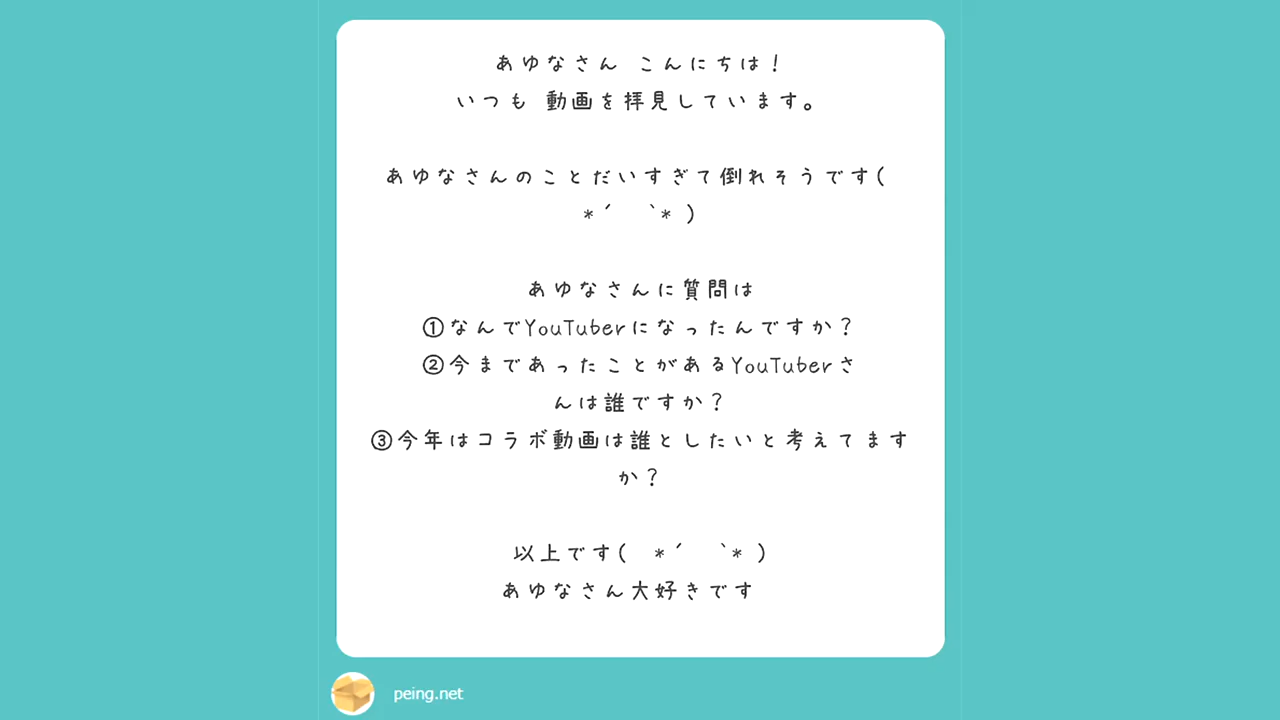 あゆなさん こんにちは！
いつも 動画を拝見しています。
あゆなさんのことだいすぎて倒れそうです(
*´ `* )
あゆなさんに質問は
①なんでYouTuberになったんですか？
②今まであったことがあるYouTuberさ
んは誰ですか？
③今年はコラボ動画は誰としたいと考えてます
か？
以上です( *´ `* )
あゆなさん大好きです
peing.net